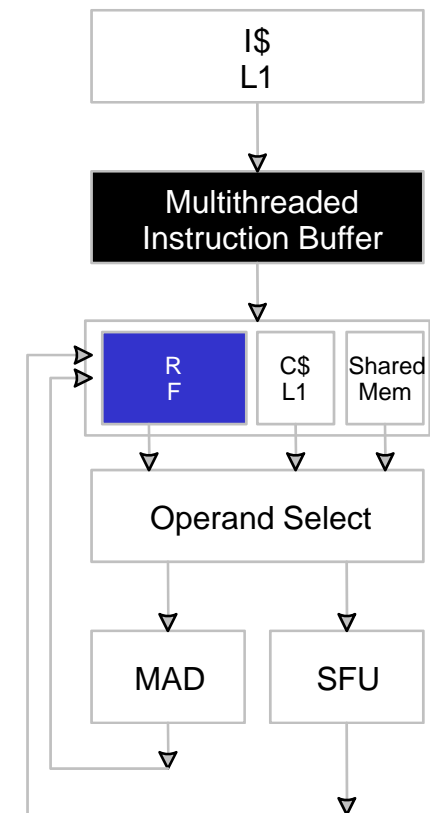 I$
L1
Multithreaded
Instruction Buffer
R
F
C$
L1
Shared
Mem
Operand Select
MAD
SFU